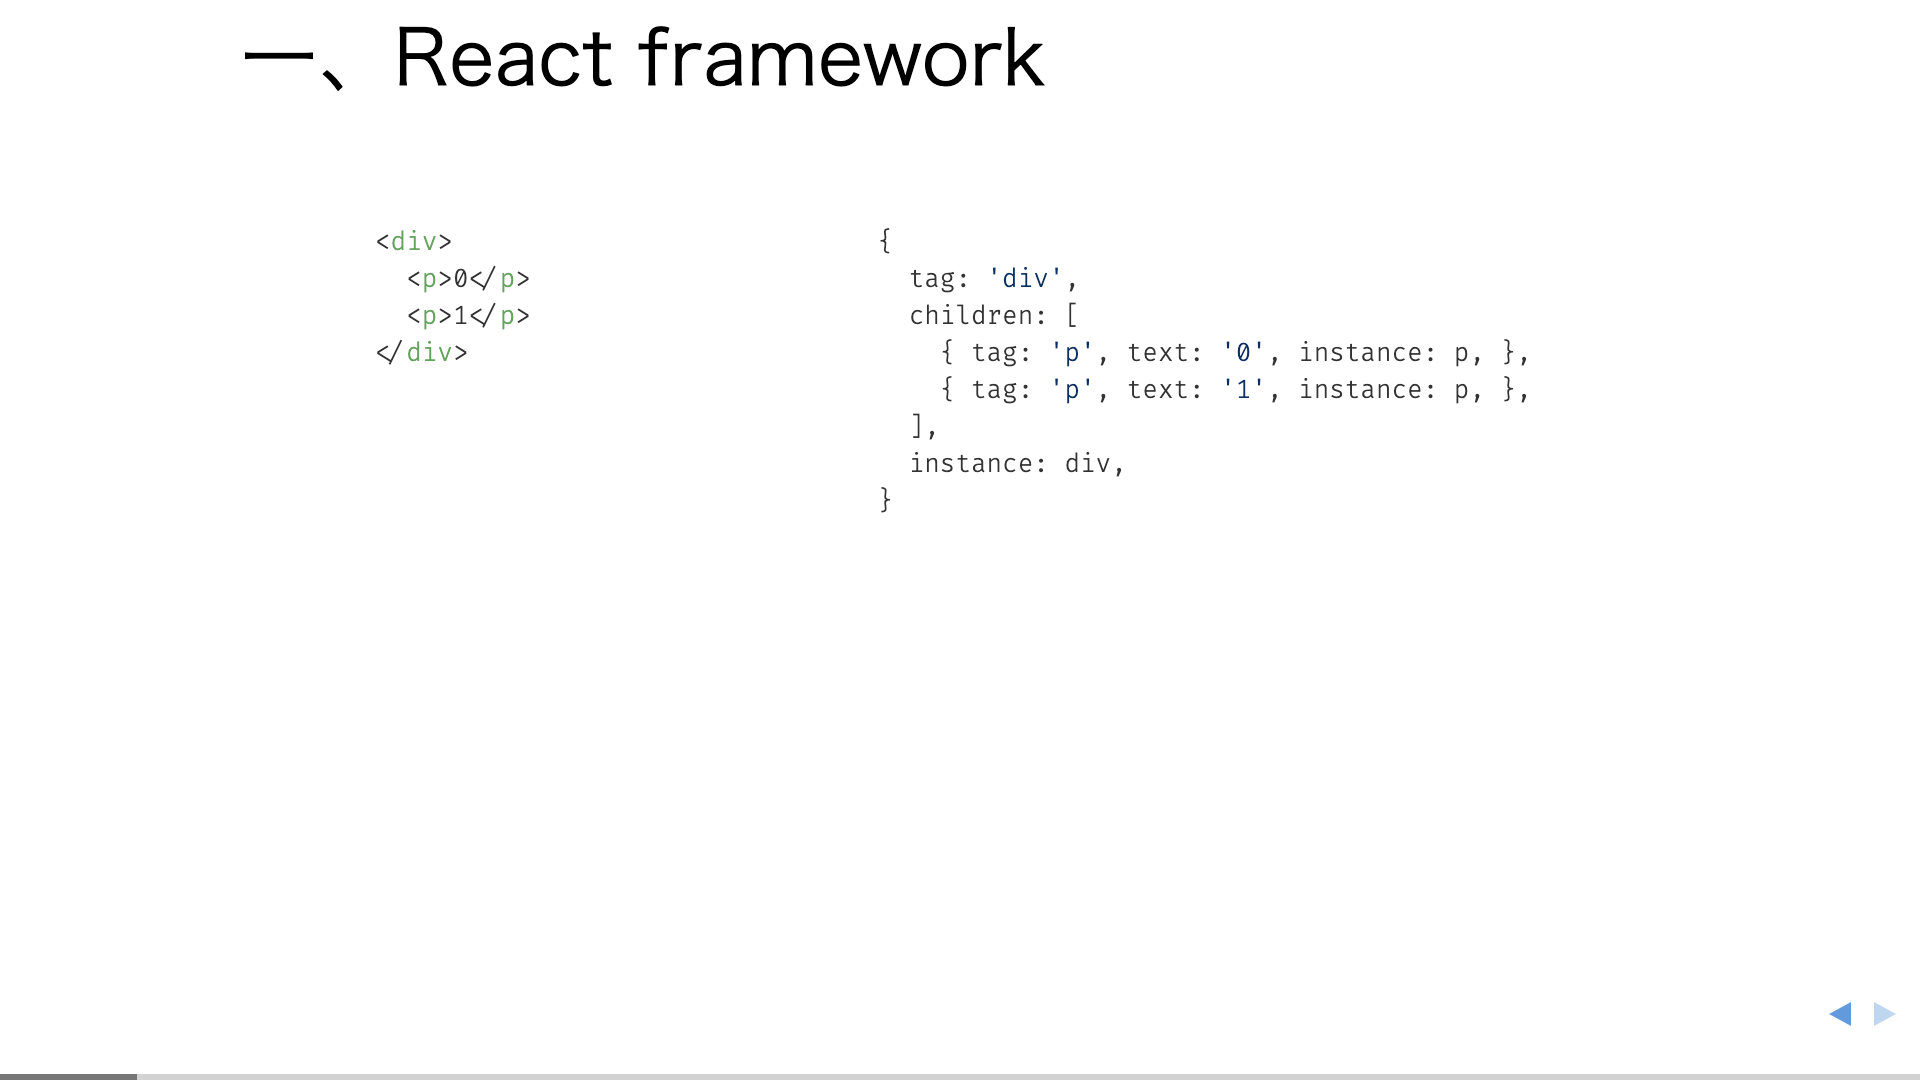 一、React framework
<div>
  <p>0</p>
  <p>1</p>
</div>
{
  tag: 'div',
  children: [
    { tag: 'p', text: '0', instance: p, },
    { tag: 'p', text: '1', instance: p, },
  ],
  instance: div,
}